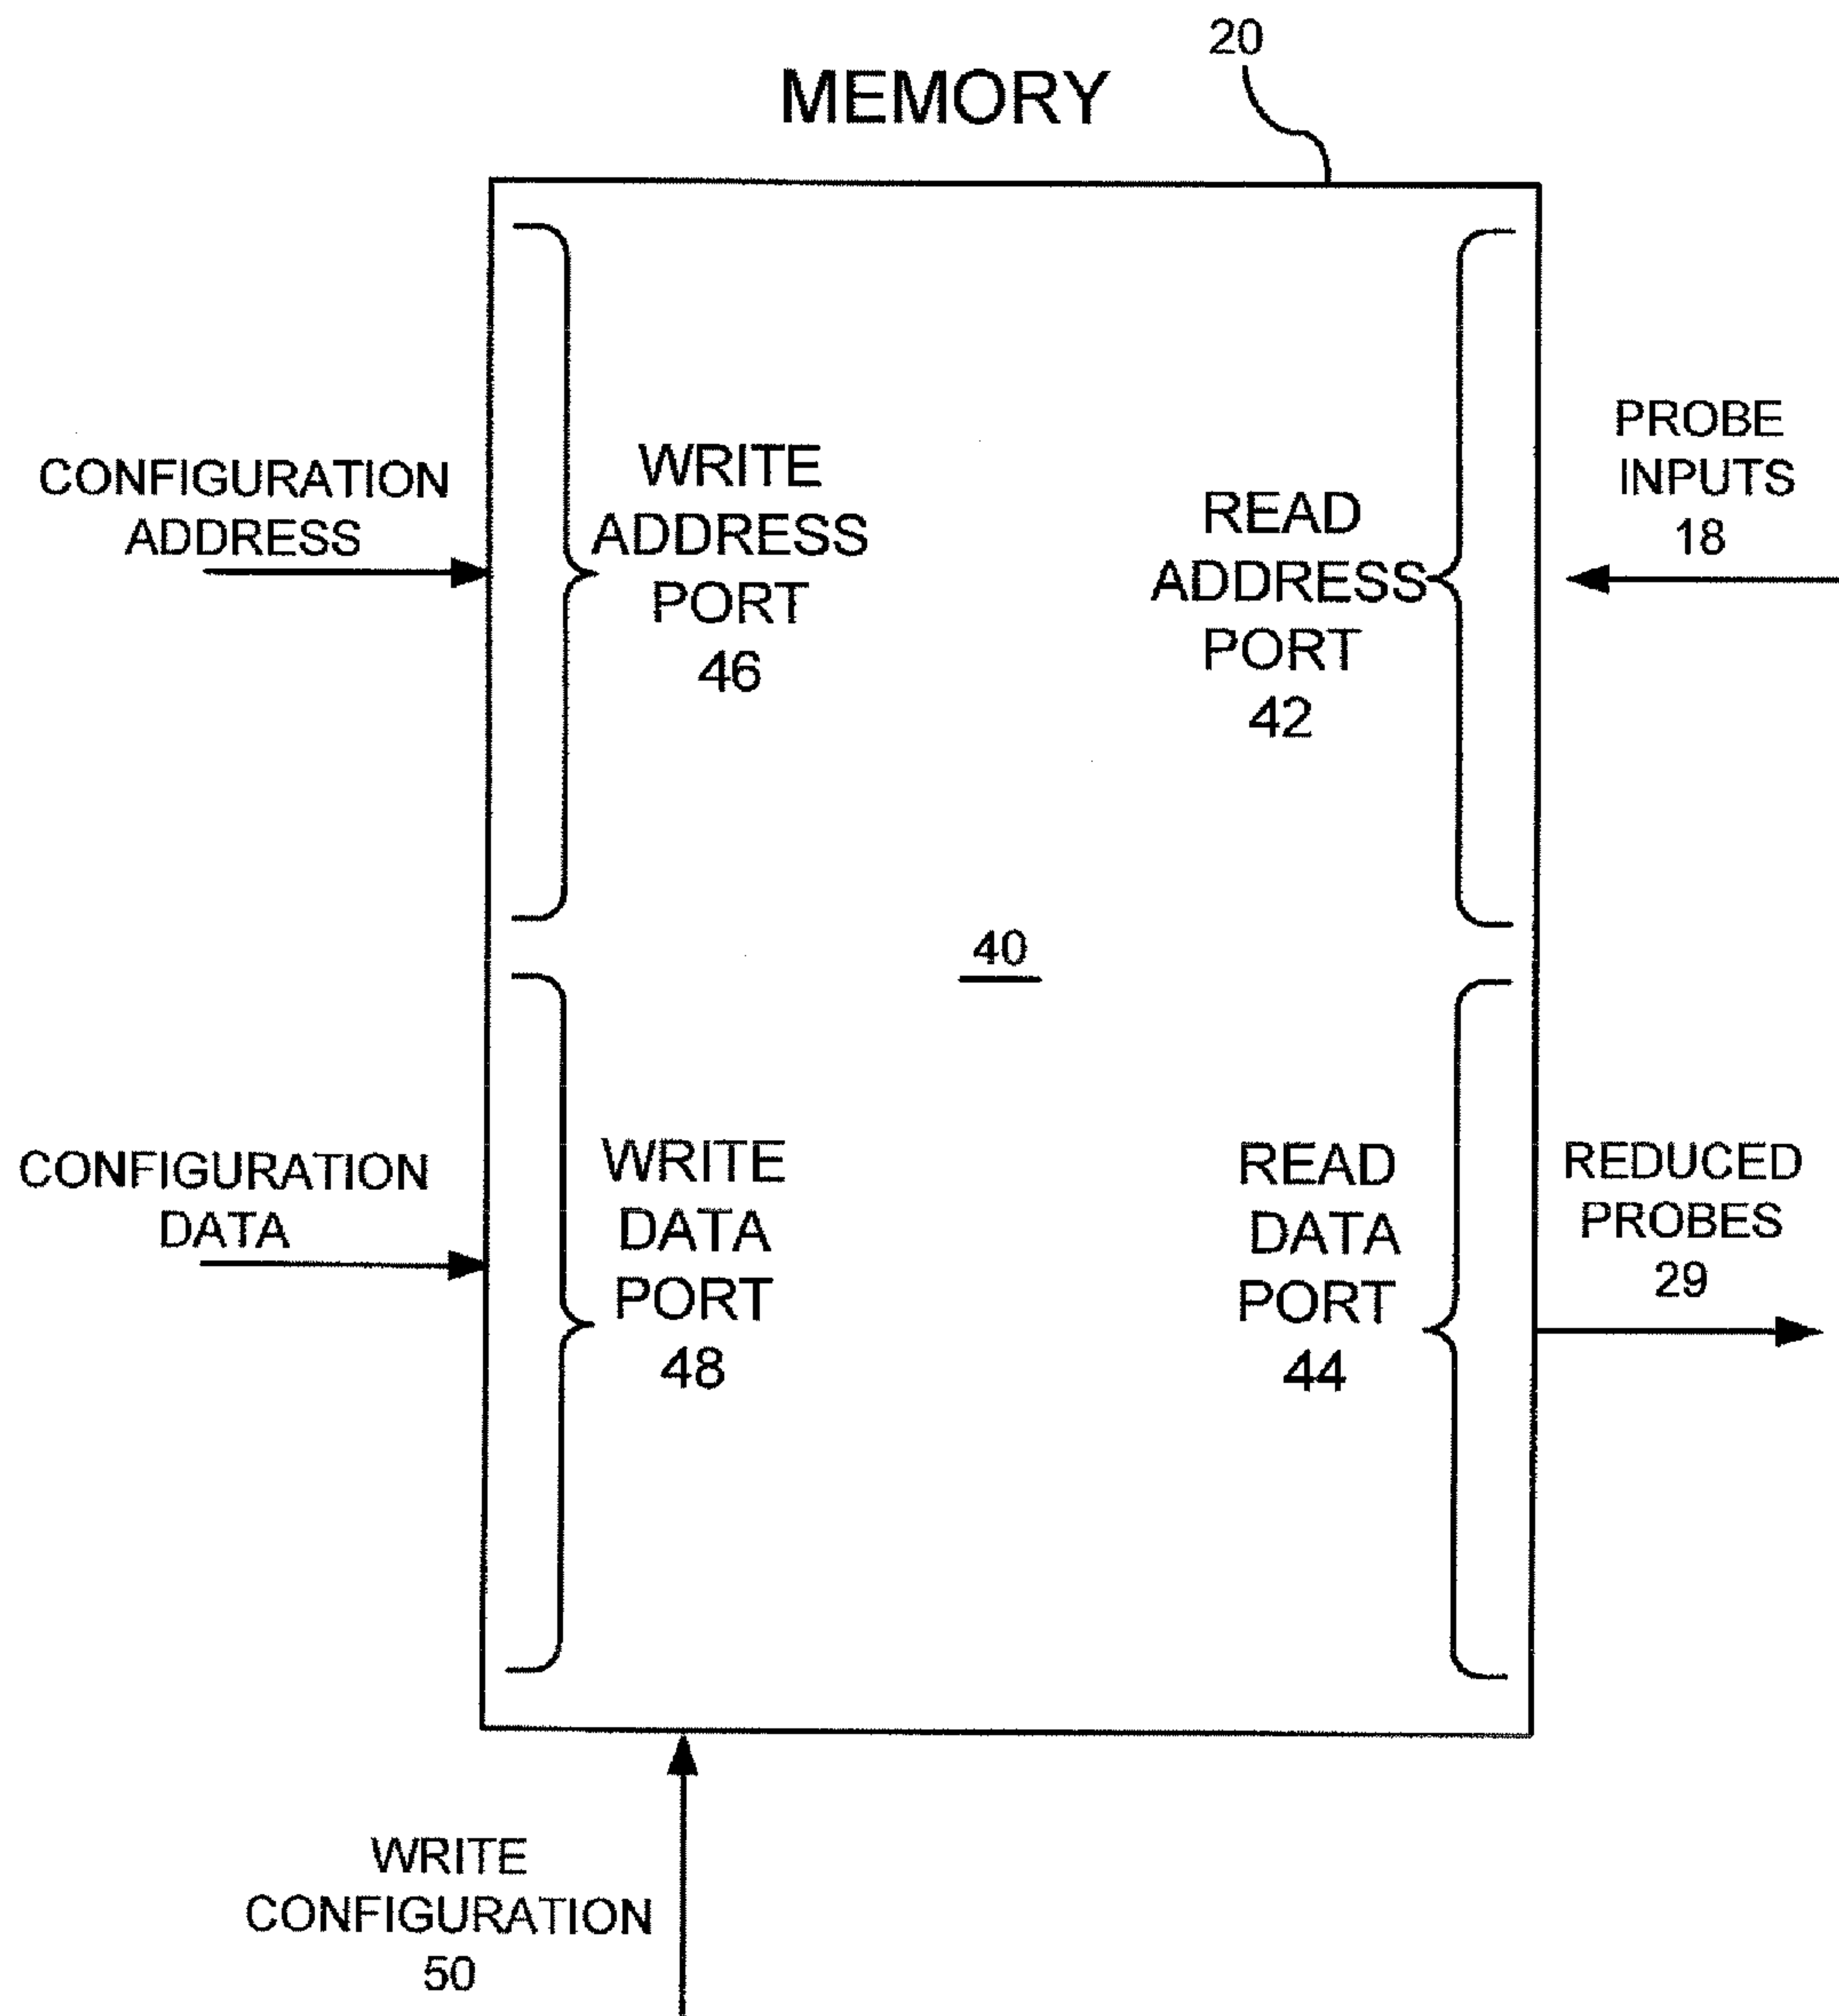 20
MEMORY
CONFIGURATION
ADDRESS
WRITE
ADDRESS
PORT
46
READ
ADDRESS
PORT
42
PROBE
INPUTS
18
40
CONFIGURATION
DATA
WRITE
DATA
PORT
48
READ
DATA
PORT
44
REDUCED
PROBES
29
WRITE
CONFIGURATION
50